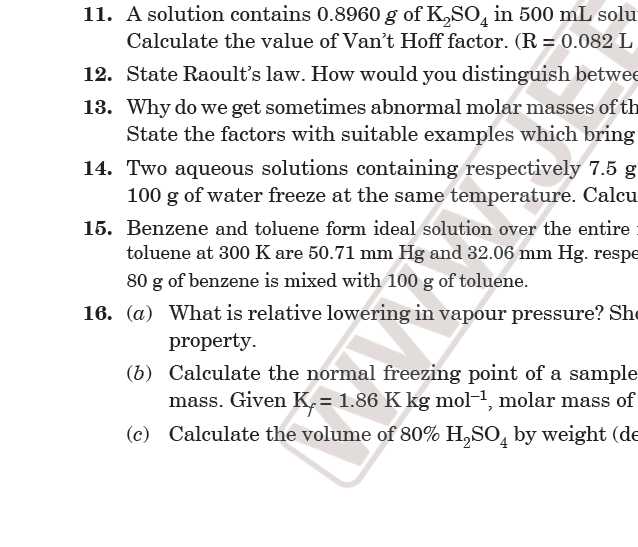 11. A solution contains 0.8960 g of K₂SO₄ in 500 mL solu
Calculate the value of Van't Hoff factor. (R = 0.082 L
12. State Raoult's law. How would you distinguish betwee
13. Why do we get sometimes abnormal molar masses of th
State the factors with suitable examples which bring
14. Two aqueous solutions containing respectively 7.5 g
100 g of water freeze at the same temperature. Calcu
15. Benzene and toluene form ideal solution over the entire
toluene at 300 K are 50.71 mm Hg and 32.06 mm Hg. respe
80 g of benzene is mixed with 100 g of toluene.
16. (a) What is relative lowering in vapour pressure? Sho
property.
(b) Calculate the normal freezing point of a sample
mass. Given K_f = 1.86 K kg mol⁻¹, molar mass of
(c) Calculate the volume of 80% H₂SO₄ by weight (de
WWW.JEE